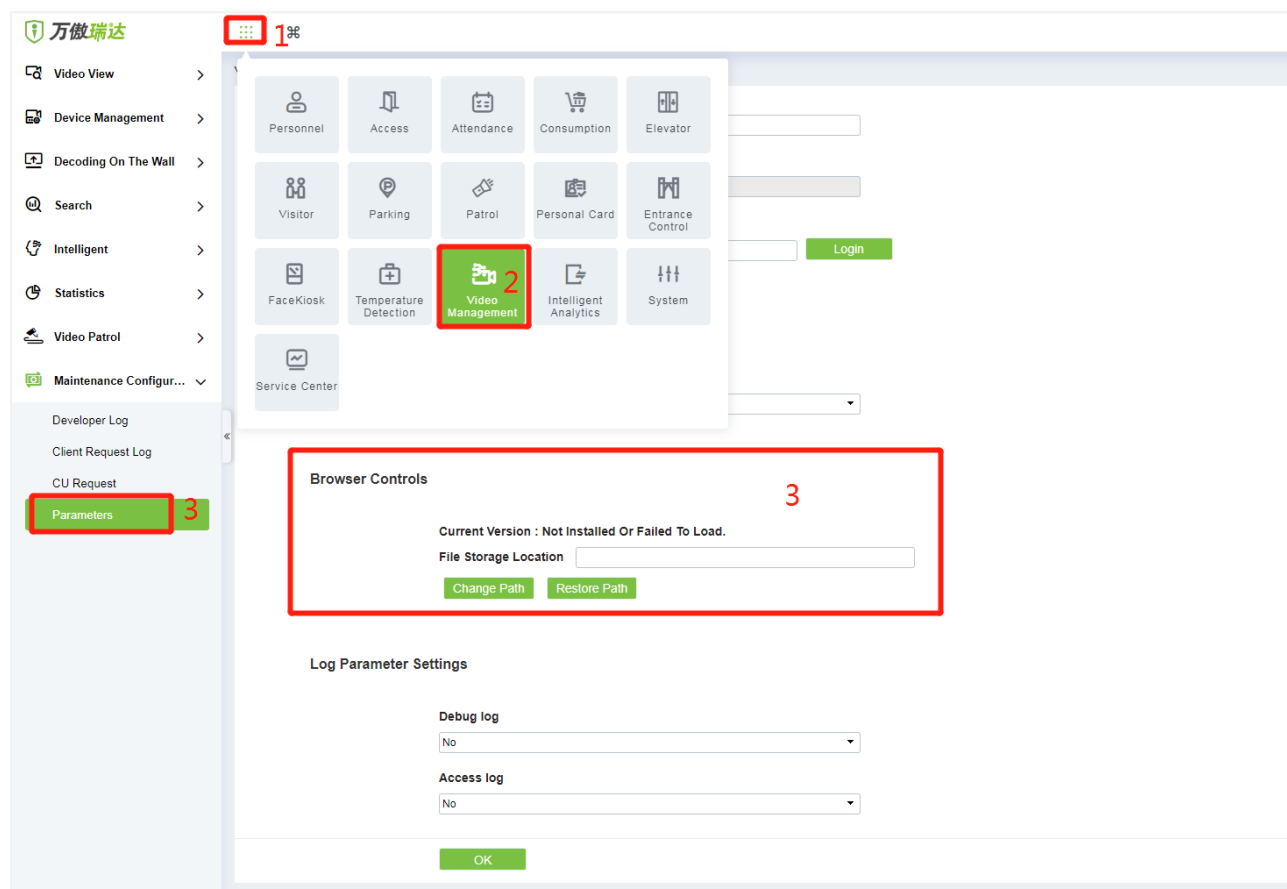 万傲瑞达
1
⌘
Video View
Device Management
Decoding On The Wall
Search
Intelligent
Statistics
Video Patrol
Maintenance Configur...
Developer Log
Client Request Log
CU Request
Parameters
3
Personnel
Access
Attendance
Consumption
Elevator
Visitor
Parking
Patrol
Personal Card
Entrance
Control
FaceKiosk
Temperature
Detection
Video
Management
2
Intelligent
Analytics
System
Service Center
Login
Browser Controls
3
Current Version : Not Installed Or Failed To Load.
File Storage Location
Change Path
Restore Path
Log Parameter Settings
Debug log
No
Access log
No
OK